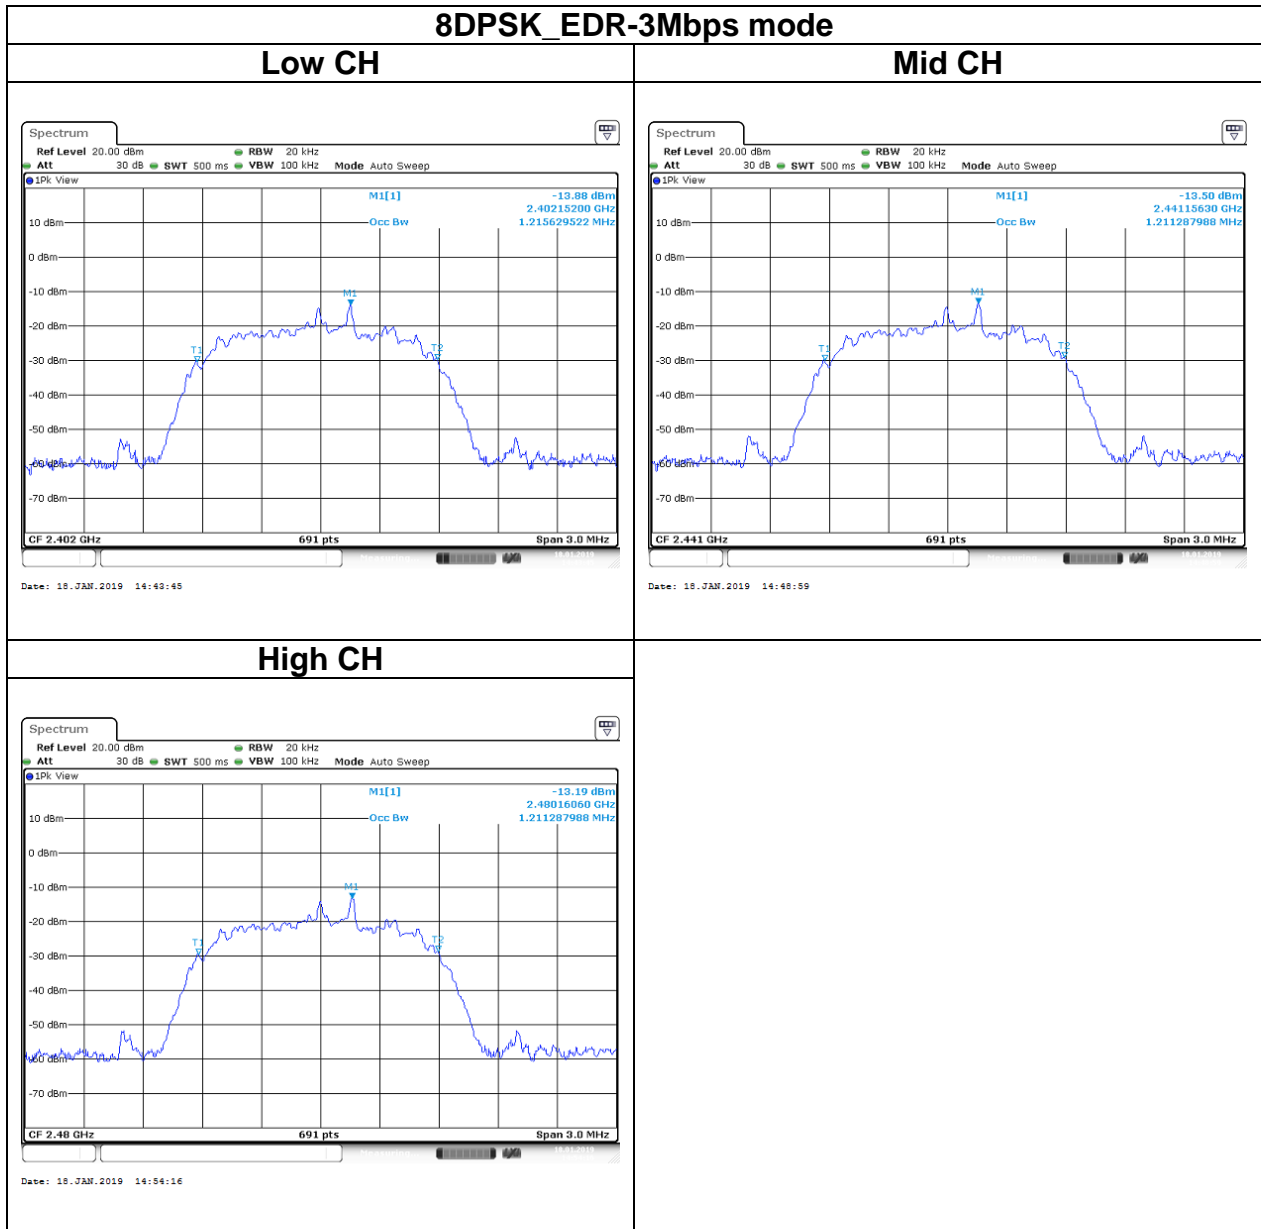 8DPSK_EDR-3Mbps mode
Low CH
Mid CH
Spectrum
Ref Level 20.00 dBm RBW 20 kHz
Att 30 dB SWT 500 ms VBW 100 kHz Mode Auto Sweep
1Pk View
M1[1] -13.88 dBm
2.40215200 GHz
10 dBm Occ Bw 1.215629522 MHz
0 dBm
-10 dBm
M1
-20 dBm
T1
T2
-30 dBm
-40 dBm
-50 dBm
-60 dBm
-70 dBm
CF 2.402 GHz 691 pts Span 3.0 MHz
Date: 18.JAN.2019 14:43:45
Spectrum
Ref Level 20.00 dBm RBW 20 kHz
Att 30 dB SWT 500 ms VBW 100 kHz Mode Auto Sweep
1Pk View
M1[1] -13.50 dBm
2.44115630 GHz
10 dBm Occ Bw 1.211287988 MHz
0 dBm
-10 dBm
M1
-20 dBm
T1
T2
-30 dBm
-40 dBm
-50 dBm
-60 dBm
-70 dBm
CF 2.441 GHz 691 pts Span 3.0 MHz
Date: 18.JAN.2019 14:48:59
High CH
Spectrum
Ref Level 20.00 dBm RBW 20 kHz
Att 30 dB SWT 500 ms VBW 100 kHz Mode Auto Sweep
1Pk View
M1[1] -13.19 dBm
2.48016060 GHz
10 dBm Occ Bw 1.211287988 MHz
0 dBm
-10 dBm
M1
-20 dBm
T1
T2
-30 dBm
-40 dBm
-50 dBm
-60 dBm
-70 dBm
CF 2.48 GHz 691 pts Span 3.0 MHz
Date: 18.JAN.2019 14:54:16